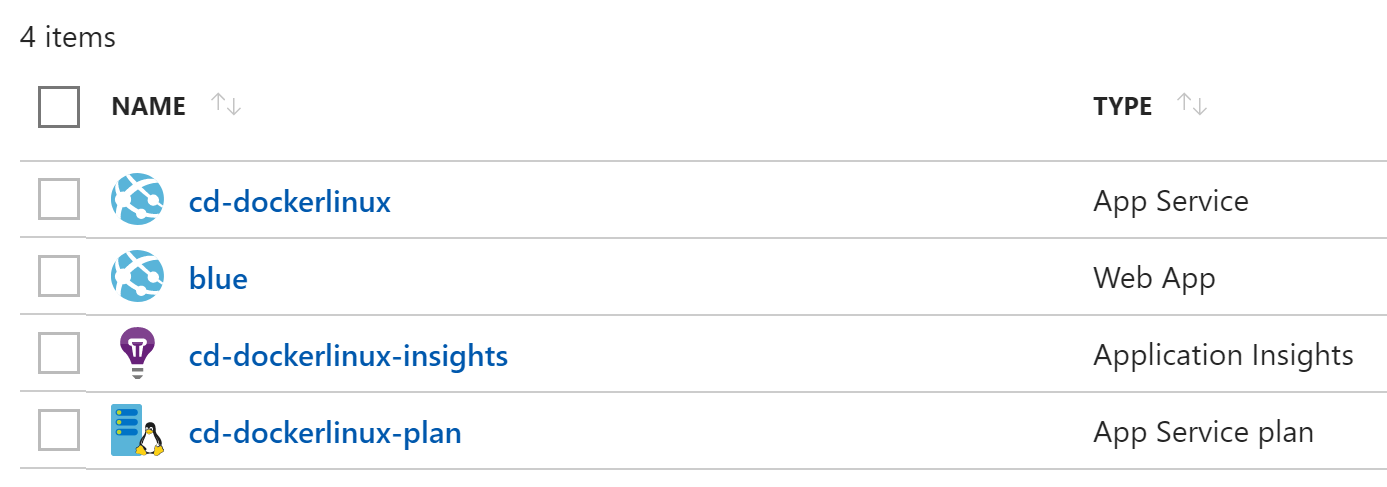 4 items
NAME TYPE
cd-dockerlinux App Service
blue Web App
cd-dockerlinux-insights Application Insights
cd-dockerlinux-plan App Service plan